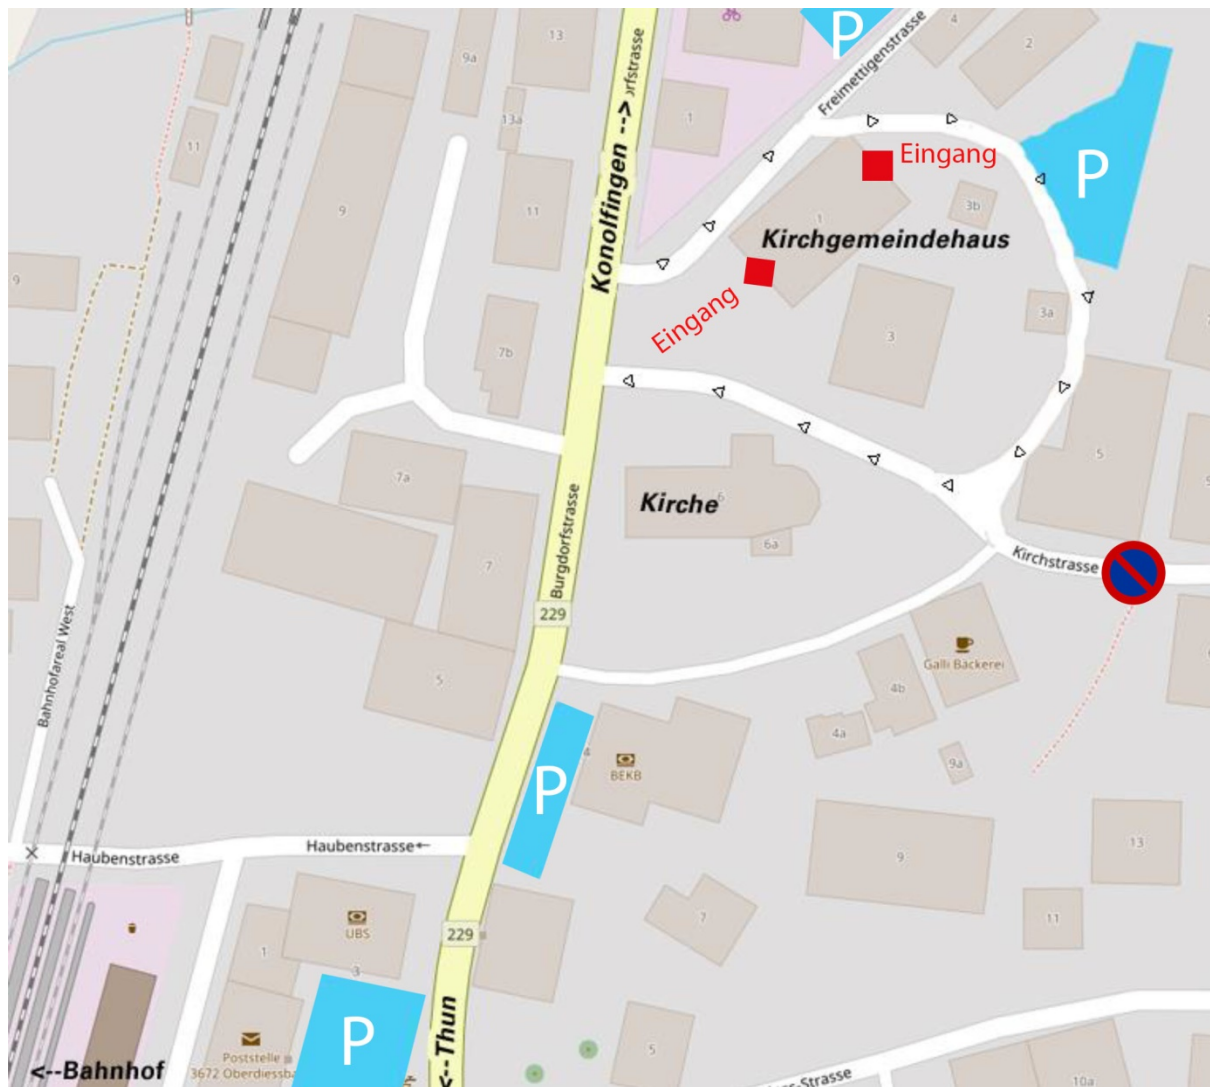 P
4
2
13
9a
Freimettigenstrasse
orfstrasse
1
13a
11
Eingang
P
Konolfingen -->
9
11
3b
1
Kirchgemeindehaus
9
Eingang
3a
3
7b
5
7a
Kirche
6
6a
Burgdorfstrasse
7
Kirchstrasse
229
Bahnhofareal West
Galli Bäckerei
5
4b
4a
4
BEKB
9a
P
Haubenstrasse←
Haubenstrasse
9
13
7
11
UBS
229
1
3
P
Poststelle
3672 Oberdiessba
<--Thun
5
<--Bahnhof
10a